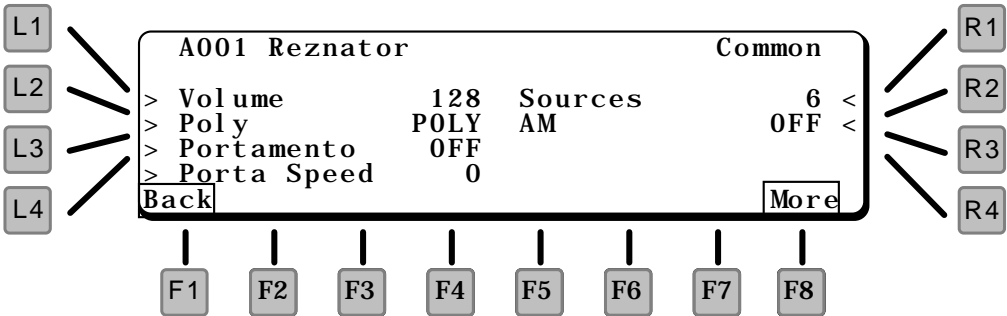 L1
L2
L3
L4
A001 Reznator Common
> Volume 128 Sources 6 <
> Poly POLY AM OFF <
> Portamento OFF
> Porta Speed 0
Back More
R1
R2
R3
R4
F1 F2 F3 F4 F5 F6 F7 F8